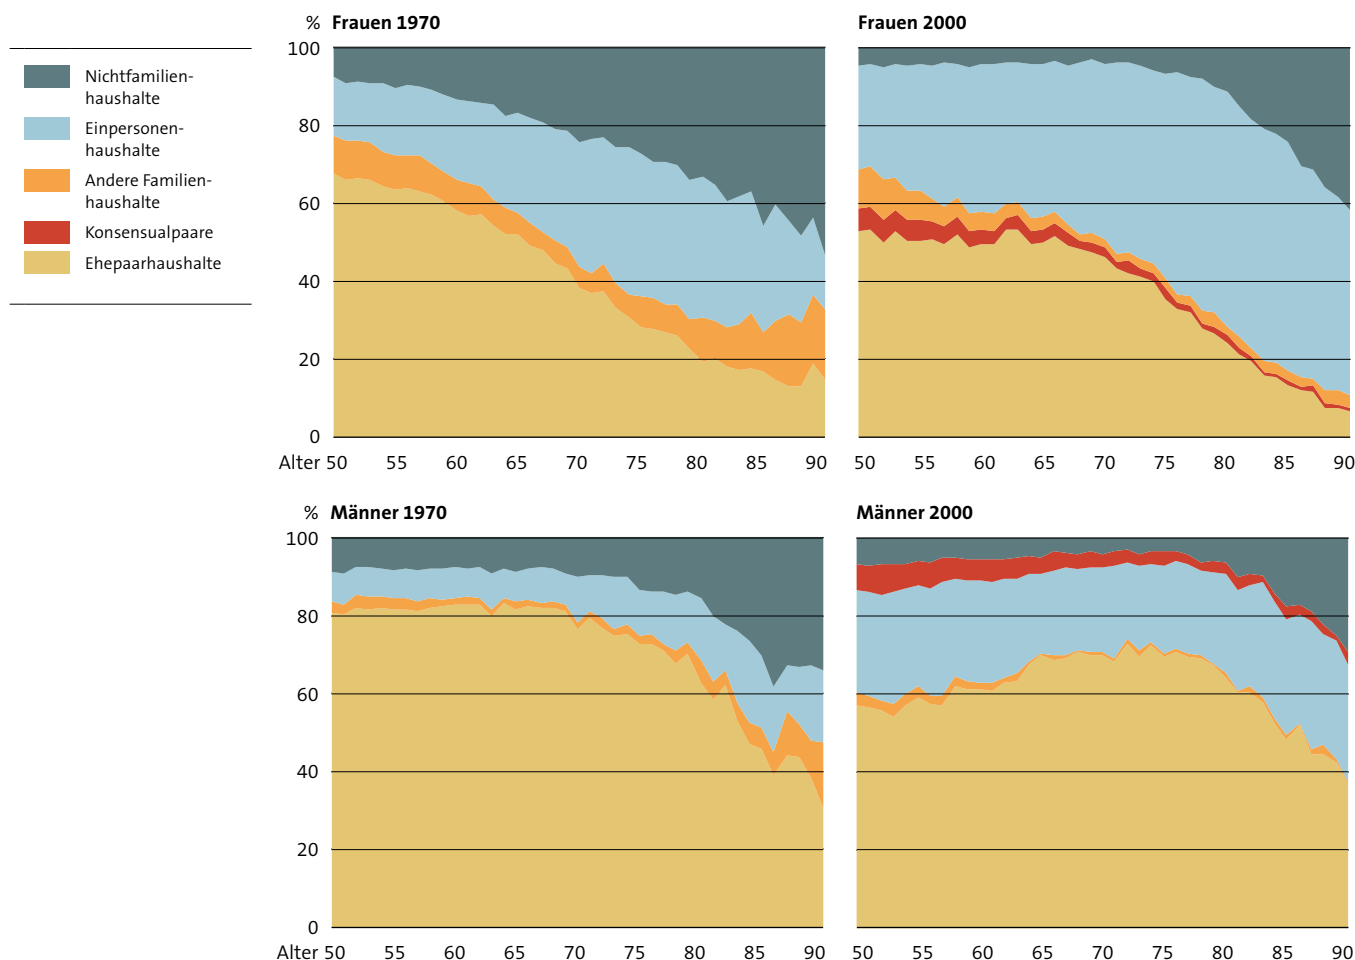 Nichtfamilien-
haushalte
Einpersonen-
haushalte
Andere Familien-
haushalte
Konsensualpaare
Ehepaarhaushalte
% Frauen 1970
100
80
60
40
20
0
Alter 50 55 60 65 70 75 80 85 90
Frauen 2000
50 55 60 65 70 75 80 85 90
% Männer 1970
100
80
60
40
20
0
Alter 50 55 60 65 70 75 80 85 90
Männer 2000
50 55 60 65 70 75 80 85 90